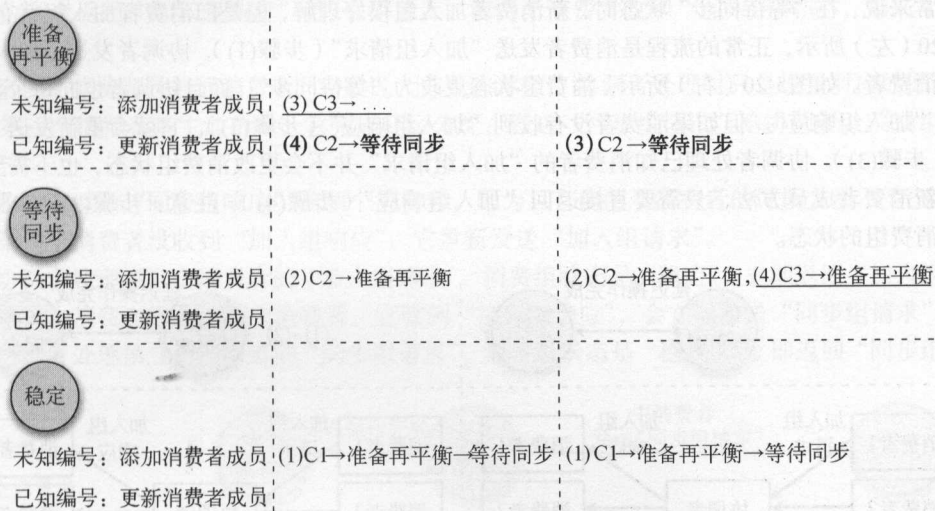 准备
再平衡
未知编号：添加消费者成员 (3) C3→ ...
已知编号：更新消费者成员 (4) C2→等待同步 (3) C2→等待同步
等待
同步
未知编号：添加消费者成员 (2)C2→准备再平衡 (2)C2→准备再平衡,(4)C3→准备再平衡
已知编号：更新消费者成员
稳定
未知编号：添加消费者成员 (1)C1→准备再平衡→等待同步 (1)C1→准备再平衡→等待同步
已知编号：更新消费者成员